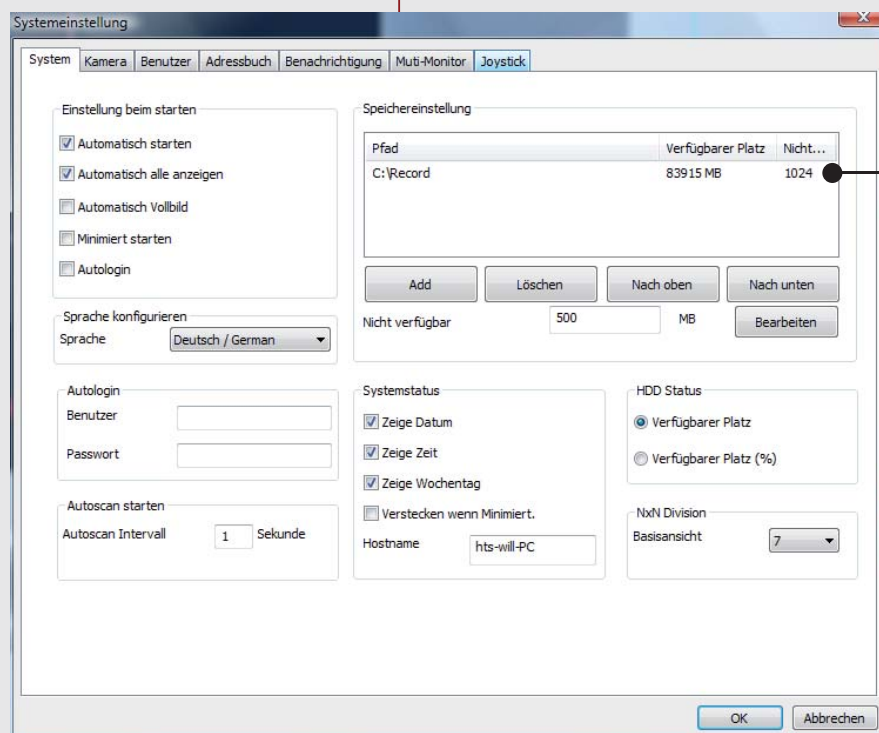 Systemeinstellung
System Kamera Benutzer Adressbuch Benachrichtigung Muti-Monitor Joystick
Einstellung beim starten
Automatisch starten
Automatisch alle anzeigen
Automatisch Vollbild
Minimiert starten
Autologin
Speichereinstellung
Pfad Verfügbarer Platz Nicht...
C:\Record 83915 MB 1024
Add Löschen Nach oben Nach unten
Nicht verfügbar 500 MB Bearbeiten
Sprache konfigurieren
Sprache Deutsch / German
Autologin
Benutzer
Passwort
Systemstatus
Zeige Datum
Zeige Zeit
Zeige Wochentag
Verstecken wenn Minimiert.
Hostname hts-will-PC
HDD Status
Verfügbarer Platz
Verfügbarer Platz (%)
Autoscan starten
Autoscan Intervall 1 Sekunde
NxN Division
Basisansicht 7
OK Abbrechen